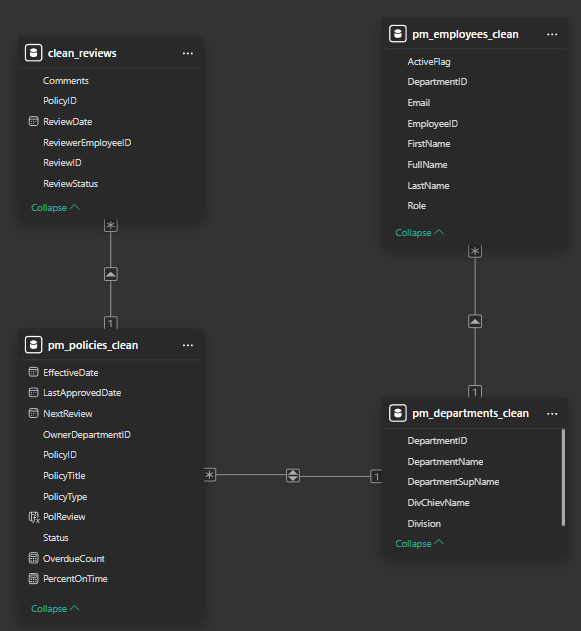 clean_reviews
Comments
PolicyID
ReviewDate
ReviewerEmployeeID
ReviewID
ReviewStatus
Collapse
pm_employees_clean
ActiveFlag
DepartmentID
Email
EmployeeID
FirstName
FullName
LastName
Role
Collapse
*
1
*
1
pm_policies_clean
EffectiveDate
LastApprovedDate
NextReview
OwnerDepartmentID
PolicyID
PolicyTitle
PolicyType
PolReview
Status
OverdueCount
PercentOnTime
Collapse
*
1
pm_departments_clean
DepartmentID
DepartmentName
DepartmentSupName
DivChievName
Division
Collapse